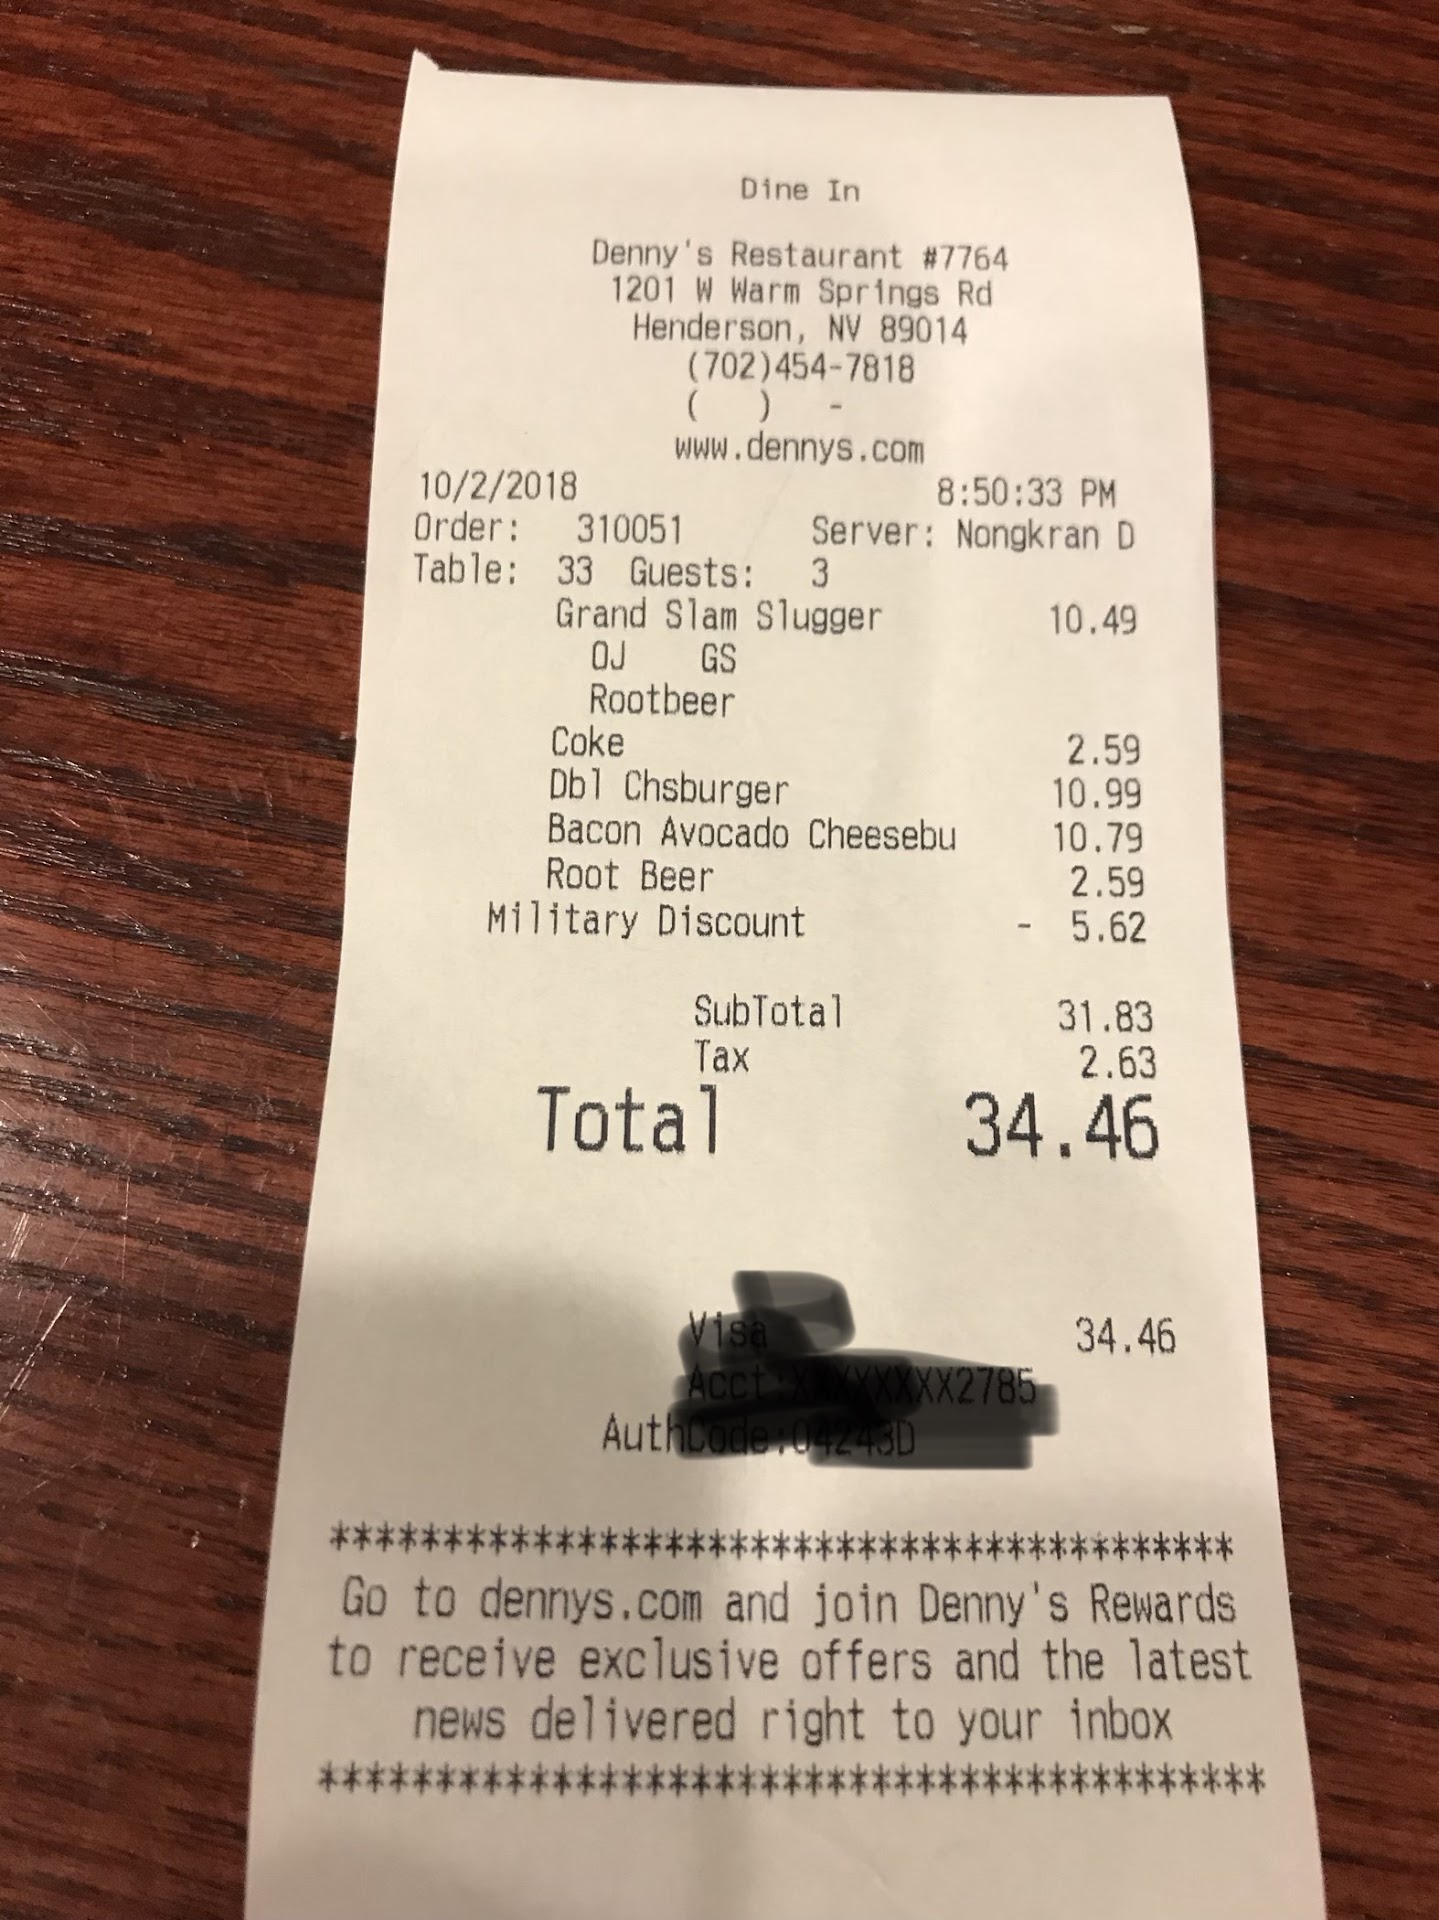 Dine In
Denny's Restaurant #7764
1201 W Warm Springs Rd
Henderson, NV 89014
(702)454-7818
( ) -
www.dennys.com
10/2/2018 8:50:33 PM
Order: 310051 Server: Nongkran D
Table: 33 Guests: 3
Grand Slam Slugger 10.49
OJ GS
Rootbeer
Coke 2.59
Dbl Chsburger 10.99
Bacon Avocado Cheesebu 10.79
Root Beer 2.59
Military Discount - 5.62
SubTotal 31.83
Tax 2.63
Total 34.46
Visa 34.46
Acct:XXXXXXXX2785
AuthCode:04243D
******************************************
Go to dennys.com and join Denny's Rewards
to receive exclusive offers and the latest
news delivered right to your inbox
******************************************